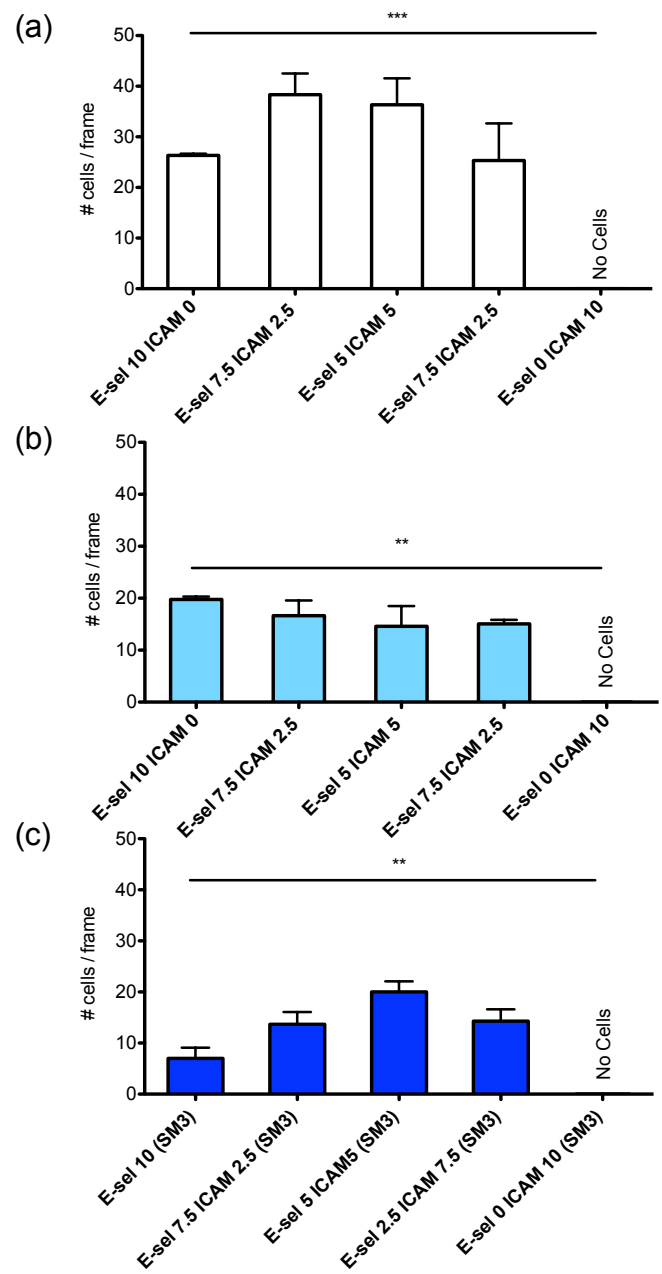 (a)
***
50
40
30
20
10
0
# cells / frame
No Cells
E-sel 10 ICAM 0
E-sel 7.5 ICAM 2.5
E-sel 5 ICAM 5
E-sel 7.5 ICAM 2.5
E-sel 0 ICAM 10
(b)
50
40
30
20
10
0
# cells / frame
**
No Cells
E-sel 10 ICAM 0
E-sel 7.5 ICAM 2.5
E-sel 5 ICAM 5
E-sel 7.5 ICAM 2.5
E-sel 0 ICAM 10
(c)
50
40
30
20
10
0
# cells / frame
**
No Cells
E-sel 10 (SM3)
E-sel 7.5 ICAM 2.5 (SM3)
E-sel 5 ICAM5 (SM3)
E-sel 2.5 ICAM 7.5 (SM3)
E-sel 0 ICAM 10 (SM3)